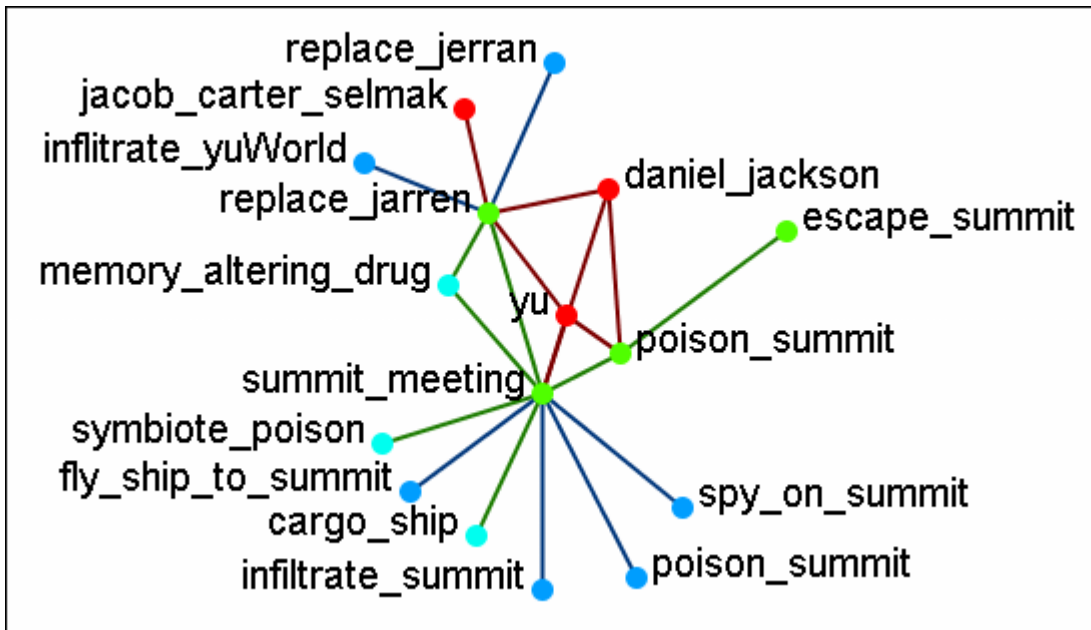 replace_jerran
jacob_carter_selmak
inflitrate_yuWorld
daniel_jackson
replace_jarren
escape_summit
memory_altering_drug
yu
poison_summit
summit_meeting
symbiote_poison
fly_ship_to_summit
spy_on_summit
cargo_ship
poison_summit
infiltrate_summit